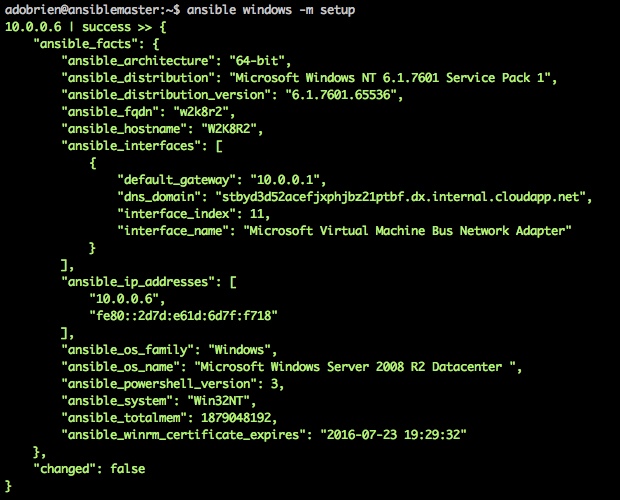 adobrien@ansiblemaster:~$ ansible windows -m setup
10.0.0.6 | success >> {
    "ansible_facts": {
        "ansible_architecture": "64-bit",
        "ansible_distribution": "Microsoft Windows NT 6.1.7601 Service Pack 1",
        "ansible_distribution_version": "6.1.7601.65536",
        "ansible_fqdn": "w2k8r2",
        "ansible_hostname": "W2K8R2",
        "ansible_interfaces": [
            {
                "default_gateway": "10.0.0.1",
                "dns_domain": "stbyd3d52acefjxphjbz21ptbf.dx.internal.cloudapp.net",
                "interface_index": 11,
                "interface_name": "Microsoft Virtual Machine Bus Network Adapter"
            }
        ],
        "ansible_ip_addresses": [
            "10.0.0.6",
            "fe80::2d7d:e61d:6d7f:f718"
        ],
        "ansible_os_family": "Windows",
        "ansible_os_name": "Microsoft Windows Server 2008 R2 Datacenter ",
        "ansible_powershell_version": 3,
        "ansible_system": "Win32NT",
        "ansible_totalmem": 1879048192,
        "ansible_winrm_certificate_expires": "2016-07-23 19:29:32"
    },
    "changed": false
}